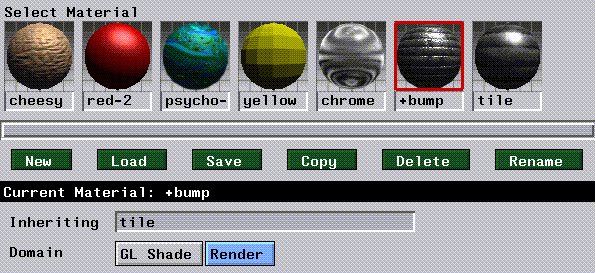 Select Material
cheesy red-2 psycho- yellow chrome +bump tile
New Load Save Copy Delete Rename
Current Material: +bump
Inheriting tile
Domain GL Shade Render